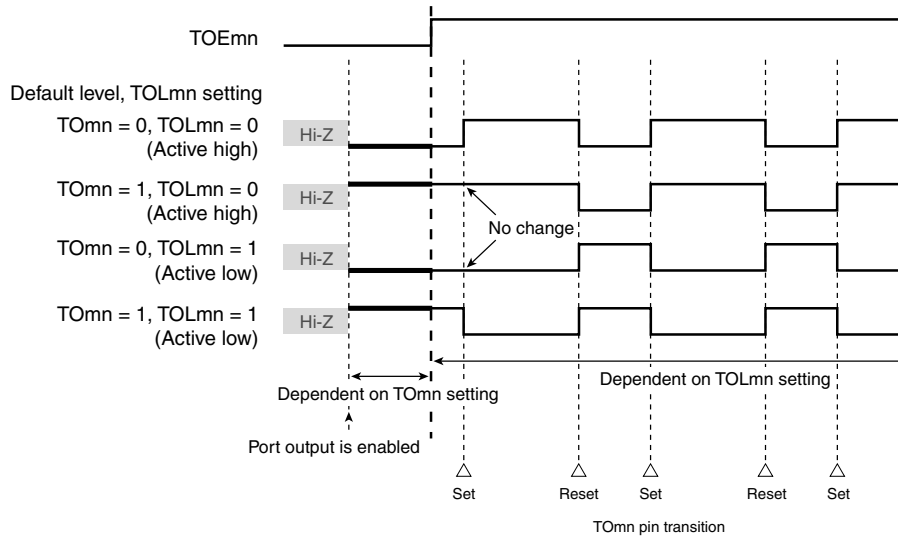 TOEmn
Default level, TOLmn setting
TOmn = 0, TOLmn = 0
(Active high)
Hi-Z
TOmn = 1, TOLmn = 0
(Active high)
Hi-Z
No change
TOmn = 0, TOLmn = 1
(Active low)
Hi-Z
TOmn = 1, TOLmn = 1
(Active low)
Hi-Z
Dependent on TOmn setting
Dependent on TOLmn setting
Port output is enabled
Set
Reset
Set
Reset
Set
TOmn pin transition